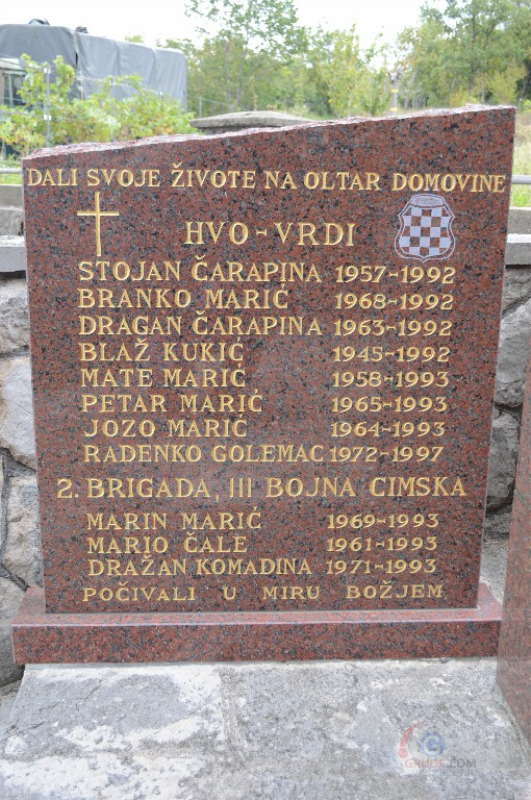 DALI SVOJE ŽIVOTE NA OLTAR DOMOVINE
HVO-VRDI
STOJAN ČARAPINA 1957-1992
BRANKO MARIĆ 1968-1992
DRAGAN ČARAPINA 1963-1992
BLAŽ KUKIĆ 1945-1992
MATE MARIĆ 1958-1993
PETAR MARIĆ 1965-1993
JOZO MARIĆ 1964-1993
RADENKO GOLEMAC 1972-1997
2. BRIGADA, III BOJNA CIMSKA
MARIN MARIĆ 1969-1993
MARIO ČALE 1961-1993
DRAŽAN KOMADINA 1971-1993
POČIVALI U MIRU BOŽJEM